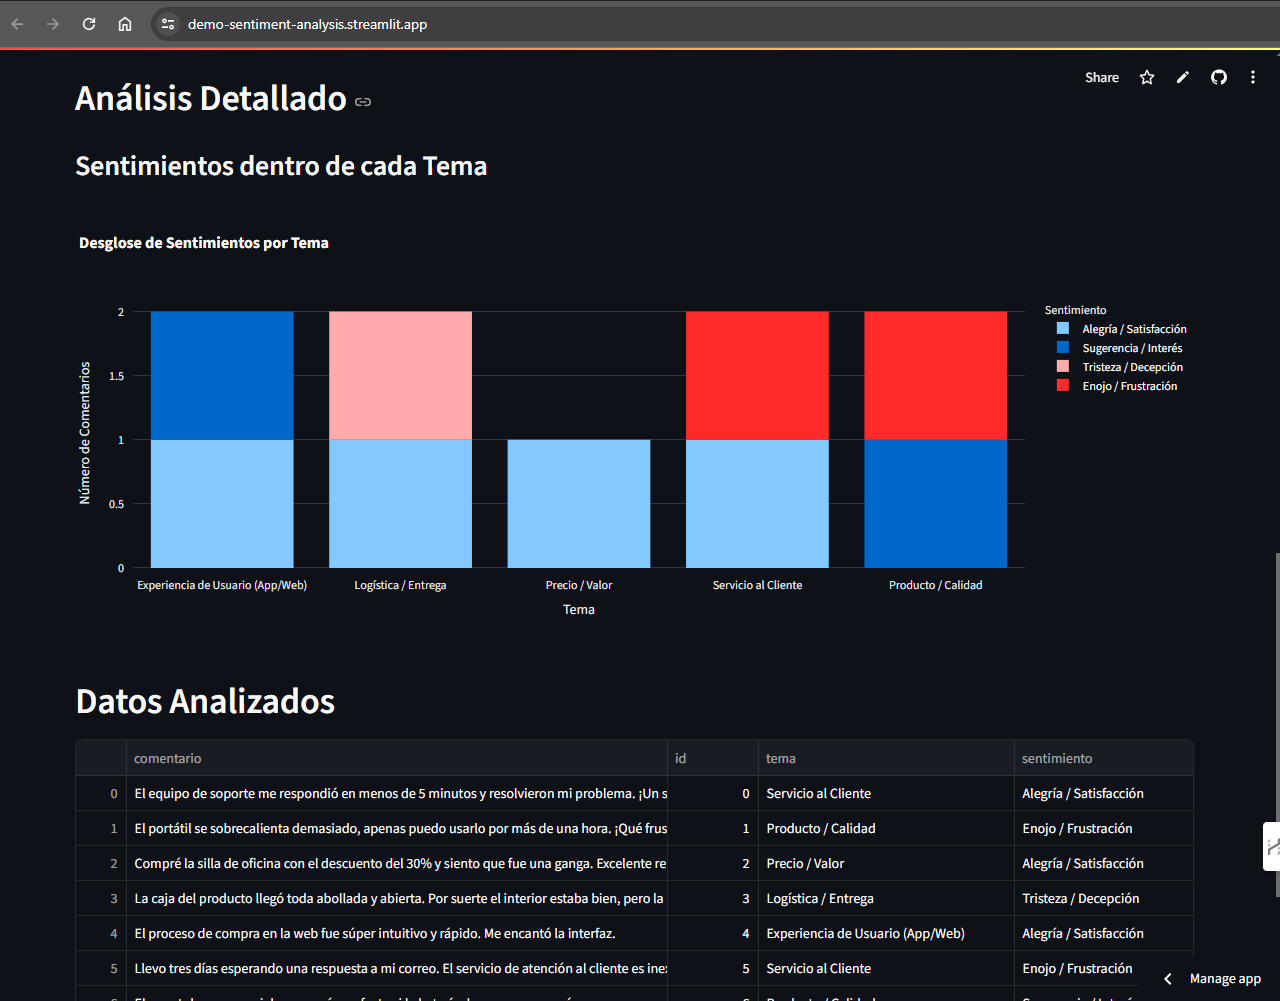 demo-sentiment-analysis.streamlit.app
Share
Análisis Detallado
Sentimientos dentro de cada Tema
Desglose de Sentimientos por Tema
Sentimiento
Alegría / Satisfacción
Sugerencia / Interés
Tristeza / Decepción
Enojo / Frustración
Número de Comentarios
2
1.5
1
0.5
0
Experiencia de Usuario (App/Web) Logística / Entrega Precio / Valor Servicio al Cliente Producto / Calidad
Tema
Datos Analizados
comentario id tema sentimiento
0 El equipo de soporte me respondió en menos de 5 minutos y resolvieron mi problema. ¡Un s 0 Servicio al Cliente Alegría / Satisfacción
1 El portátil se sobrecalienta demasiado, apenas puedo usarlo por más de una hora. ¡Qué frus 1 Producto / Calidad Enojo / Frustración
2 Compré la silla de oficina con el descuento del 30% y siento que fue una ganga. Excelente re 2 Precio / Valor Alegría / Satisfacción
3 La caja del producto llegó toda abollada y abierta. Por suerte el interior estaba bien, pero la 3 Logística / Entrega Tristeza / Decepción
4 El proceso de compra en la web fue súper intuitivo y rápido. Me encantó la interfaz. 4 Experiencia de Usuario (App/Web) Alegría / Satisfacción
5 Llevo tres días esperando una respuesta a mi correo. El servicio de atención al cliente es inex 5 Servicio al Cliente Enojo / Frustración
Manage app